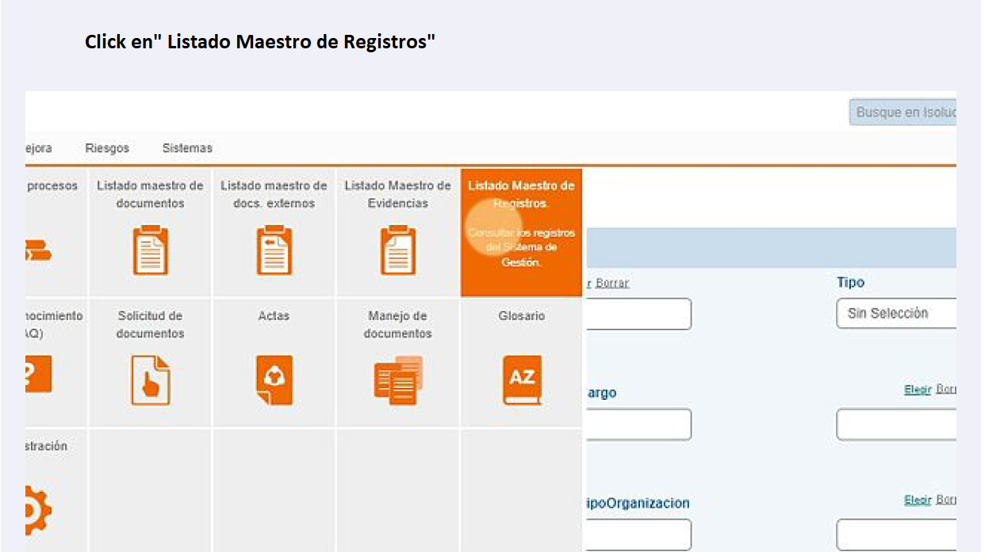 Click en" Listado Maestro de Registros"
Busque en Isoluc
ejora Riesgos Sistemas
procesos
Listado maestro de
documentos
Listado maestro de
docs. externos
Listado Maestro de
Evidencias
Listado Maestro de
Registros.
Consultar los registros
del Sistema de
Gestión.
r Borrar
Tipo
Sin Selección
nocimiento
AQ)
?
Solicitud de
documentos
Actas
Manejo de
documentos
Glosario
AZ
argo
Elegir Borr
stración
ipoOrganizacion
Elegir Borr